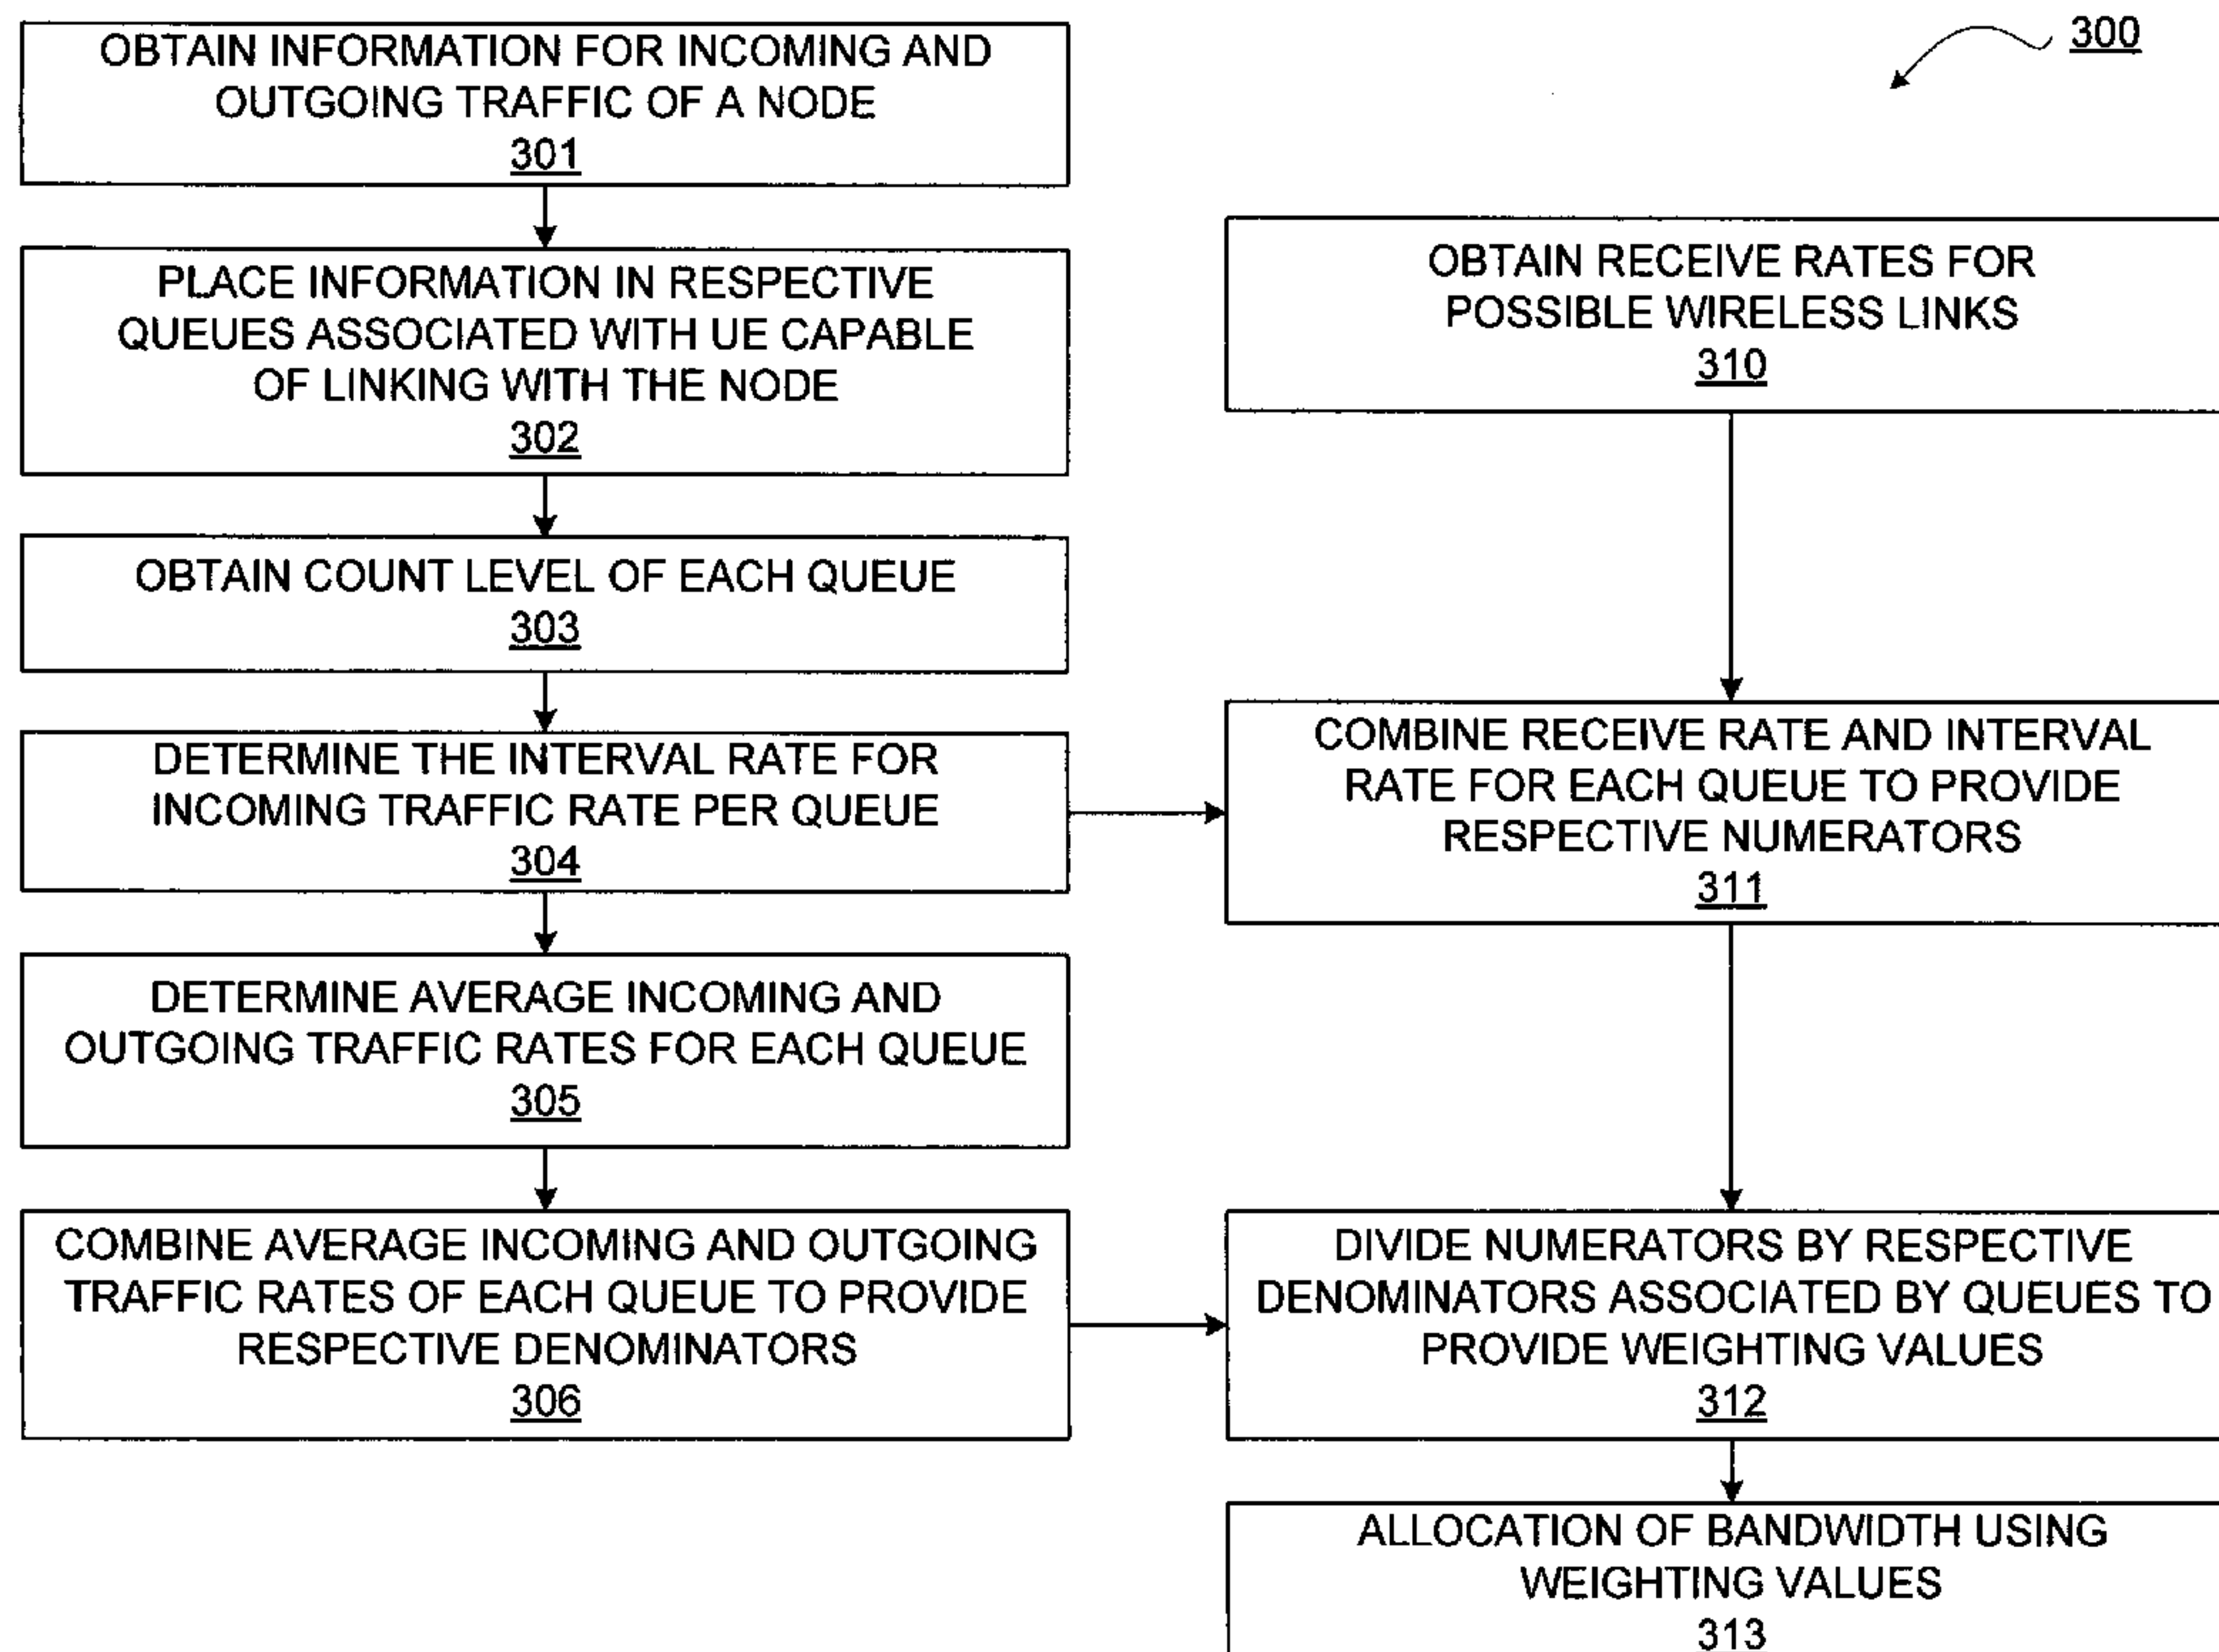 300
OBTAIN INFORMATION FOR INCOMING AND
OUTGOING TRAFFIC OF A NODE
301
PLACE INFORMATION IN RESPECTIVE
QUEUES ASSOCIATED WITH UE CAPABLE
OF LINKING WITH THE NODE
302
OBTAIN COUNT LEVEL OF EACH QUEUE
303
DETERMINE THE INTERVAL RATE FOR
INCOMING TRAFFIC RATE PER QUEUE
304
DETERMINE AVERAGE INCOMING AND
OUTGOING TRAFFIC RATES FOR EACH QUEUE
305
COMBINE AVERAGE INCOMING AND OUTGOING
TRAFFIC RATES OF EACH QUEUE TO PROVIDE
RESPECTIVE DENOMINATORS
306
OBTAIN RECEIVE RATES FOR
POSSIBLE WIRELESS LINKS
310
COMBINE RECEIVE RATE AND INTERVAL
RATE FOR EACH QUEUE TO PROVIDE
RESPECTIVE NUMERATORS
311
DIVIDE NUMERATORS BY RESPECTIVE
DENOMINATORS ASSOCIATED BY QUEUES TO
PROVIDE WEIGHTING VALUES
312
ALLOCATION OF BANDWIDTH USING
WEIGHTING VALUES
313